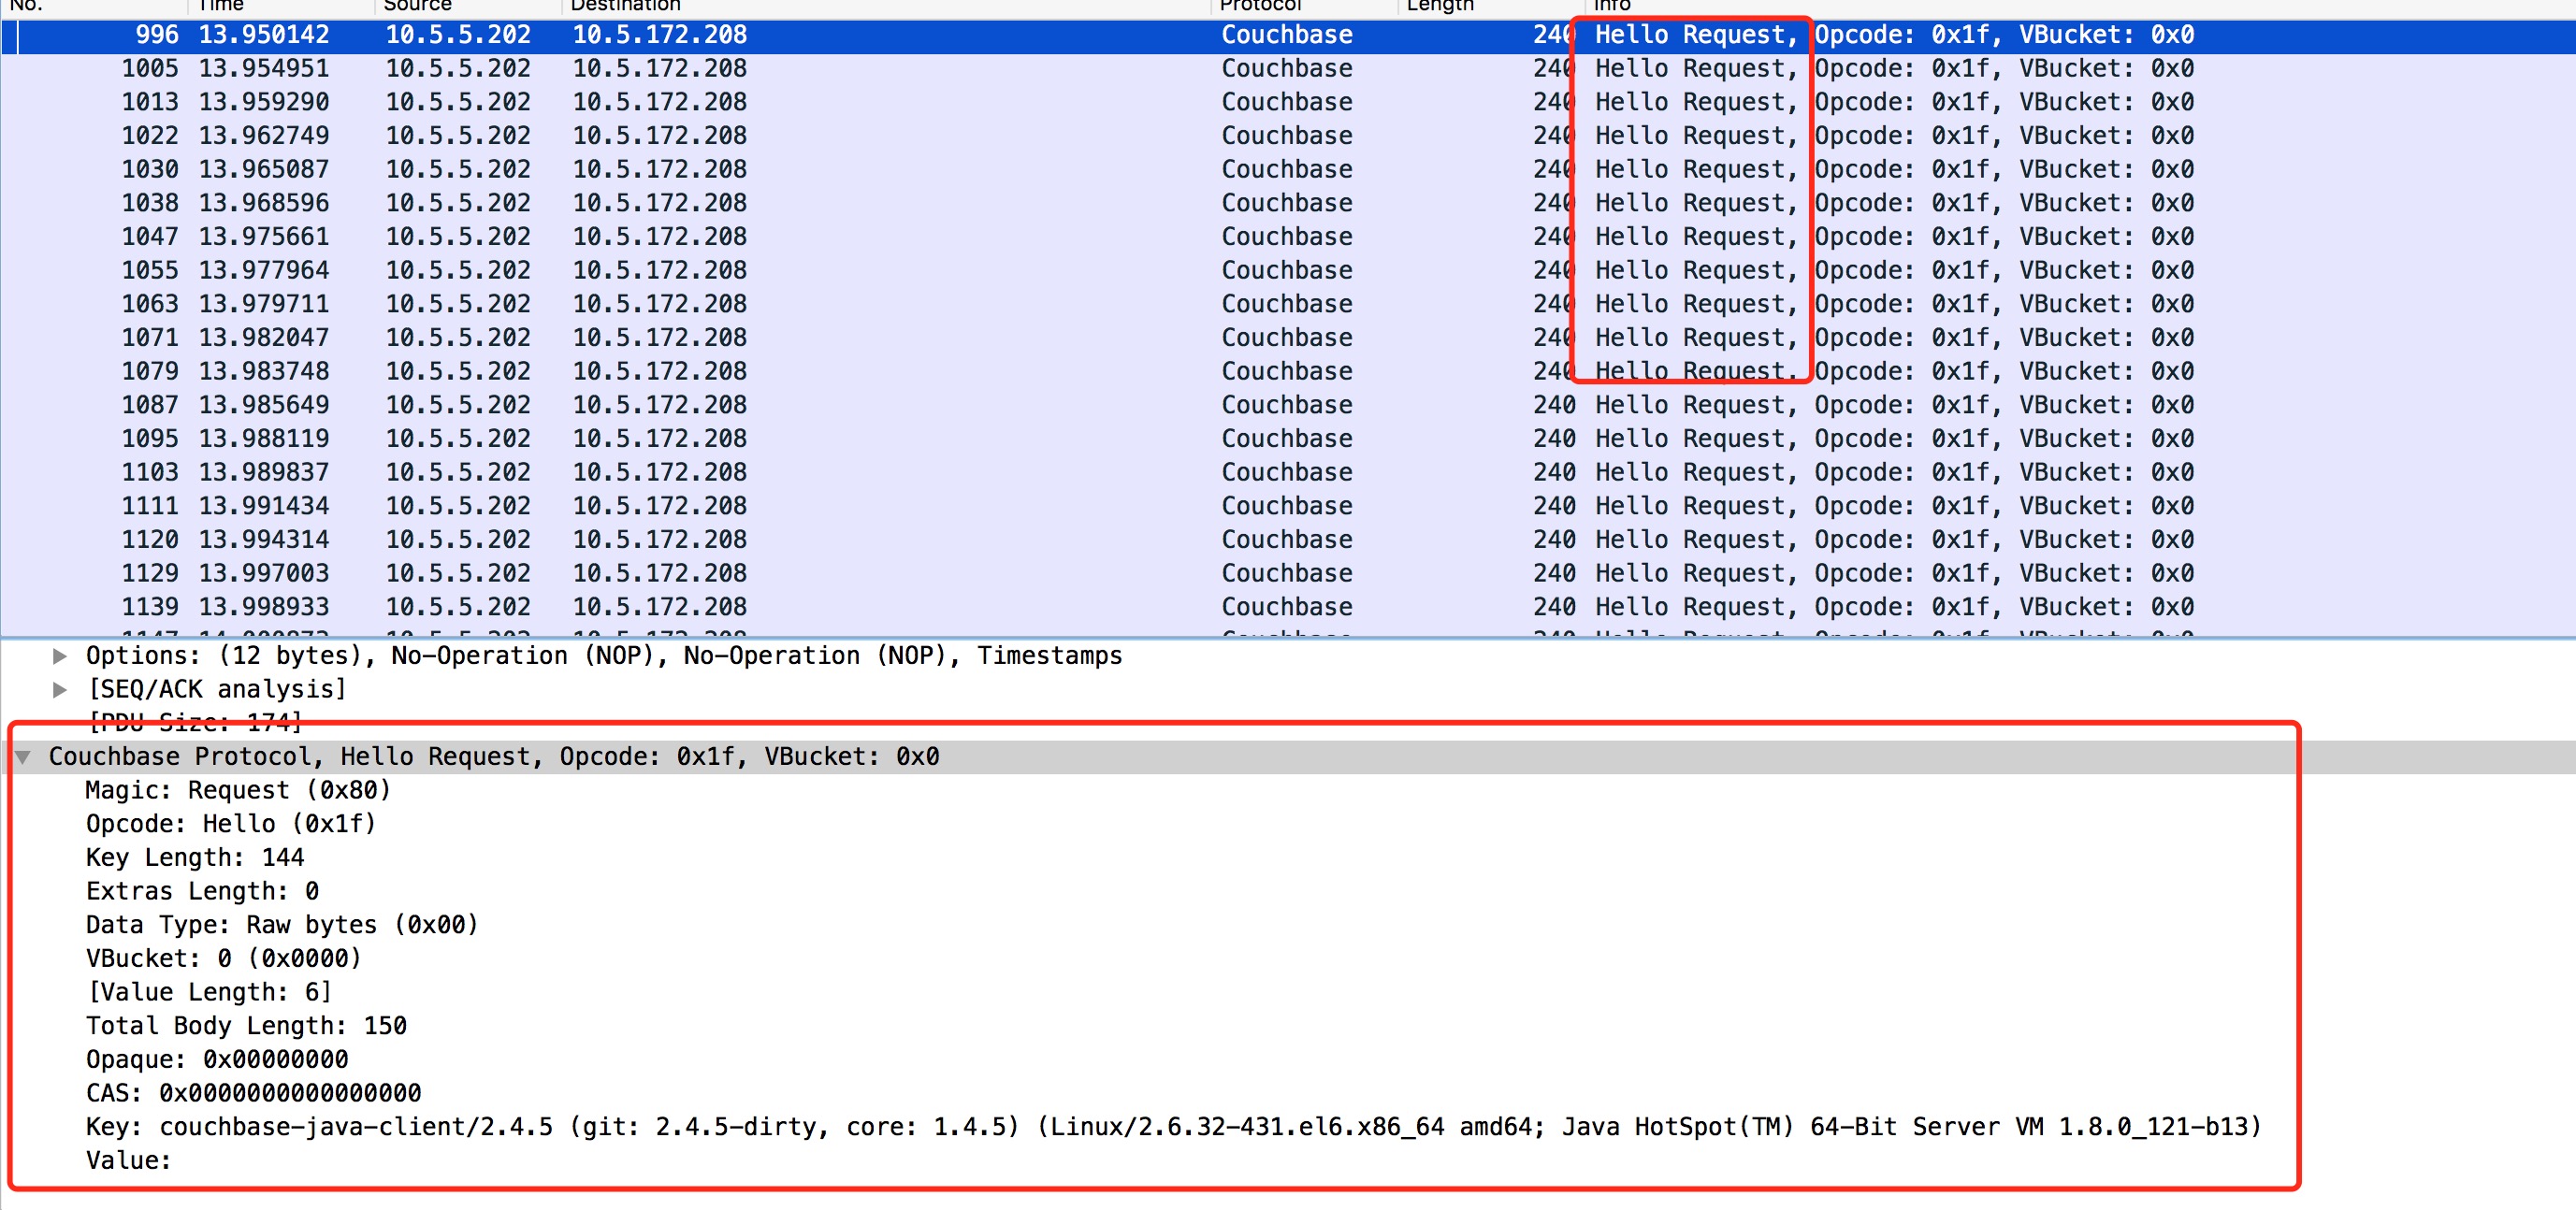 No. Time Source Destination Protocol Length Info
996 13.950142 10.5.5.202 10.5.172.208 Couchbase 240 Hello Request, Opcode: 0x1f, VBucket: 0x0
1005 13.954951 10.5.5.202 10.5.172.208 Couchbase 240 Hello Request, Opcode: 0x1f, VBucket: 0x0
1013 13.959290 10.5.5.202 10.5.172.208 Couchbase 240 Hello Request, Opcode: 0x1f, VBucket: 0x0
1022 13.962749 10.5.5.202 10.5.172.208 Couchbase 240 Hello Request, Opcode: 0x1f, VBucket: 0x0
1030 13.965087 10.5.5.202 10.5.172.208 Couchbase 240 Hello Request, Opcode: 0x1f, VBucket: 0x0
1038 13.968596 10.5.5.202 10.5.172.208 Couchbase 240 Hello Request, Opcode: 0x1f, VBucket: 0x0
1047 13.975661 10.5.5.202 10.5.172.208 Couchbase 240 Hello Request, Opcode: 0x1f, VBucket: 0x0
1055 13.977964 10.5.5.202 10.5.172.208 Couchbase 240 Hello Request, Opcode: 0x1f, VBucket: 0x0
1063 13.979711 10.5.5.202 10.5.172.208 Couchbase 240 Hello Request, Opcode: 0x1f, VBucket: 0x0
1071 13.982047 10.5.5.202 10.5.172.208 Couchbase 240 Hello Request, Opcode: 0x1f, VBucket: 0x0
1079 13.983748 10.5.5.202 10.5.172.208 Couchbase 240 Hello Request, Opcode: 0x1f, VBucket: 0x0
1087 13.985649 10.5.5.202 10.5.172.208 Couchbase 240 Hello Request, Opcode: 0x1f, VBucket: 0x0
1095 13.988119 10.5.5.202 10.5.172.208 Couchbase 240 Hello Request, Opcode: 0x1f, VBucket: 0x0
1103 13.989837 10.5.5.202 10.5.172.208 Couchbase 240 Hello Request, Opcode: 0x1f, VBucket: 0x0
1111 13.991434 10.5.5.202 10.5.172.208 Couchbase 240 Hello Request, Opcode: 0x1f, VBucket: 0x0
1120 13.994314 10.5.5.202 10.5.172.208 Couchbase 240 Hello Request, Opcode: 0x1f, VBucket: 0x0
1129 13.997003 10.5.5.202 10.5.172.208 Couchbase 240 Hello Request, Opcode: 0x1f, VBucket: 0x0
1139 13.998933 10.5.5.202 10.5.172.208 Couchbase 240 Hello Request, Opcode: 0x1f, VBucket: 0x0
Options: (12 bytes), No-Operation (NOP), No-Operation (NOP), Timestamps
[SEQ/ACK analysis]
[PDU Size: 174]
Couchbase Protocol, Hello Request, Opcode: 0x1f, VBucket: 0x0
Magic: Request (0x80)
Opcode: Hello (0x1f)
Key Length: 144
Extras Length: 0
Data Type: Raw bytes (0x00)
VBucket: 0 (0x0000)
[Value Length: 6]
Total Body Length: 150
Opaque: 0x00000000
CAS: 0x0000000000000000
Key: couchbase-java-client/2.4.5 (git: 2.4.5-dirty, core: 1.4.5) (Linux/2.6.32-431.el6.x86_64 amd64; Java HotSpot(TM) 64-Bit Server VM 1.8.0_121-b13)
Value: